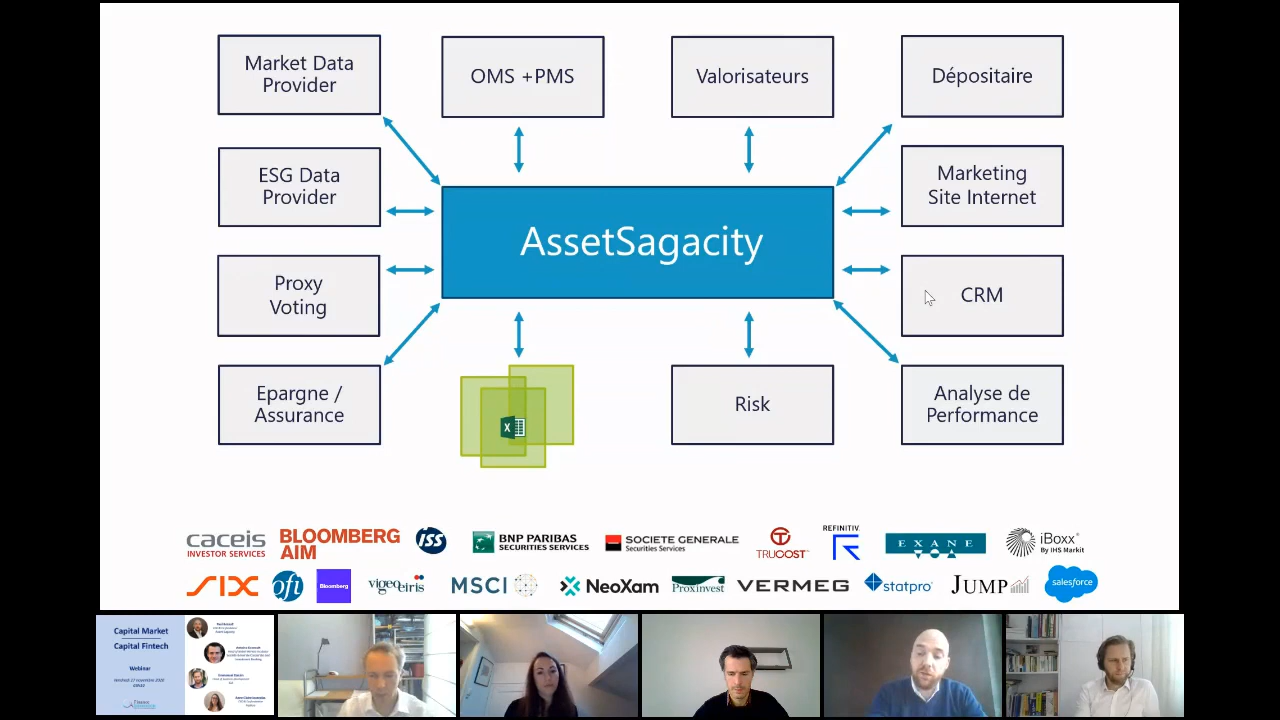 Market Data
Provider
OMS +PMS
Valorisateurs
Dépositaire
ESG Data
Provider
Marketing
Site Internet
AssetSagacity
Proxy
Voting
CRM
Epargne /
Assurance
X
Risk
Analyse de
Performance
caceis
INVESTOR SERVICES
BLOOMBERG
AIM
ISS
BNP PARIBAS
SECURITIES SERVICES
SOCIETE GENERALE
Securities Services
TRUCOST
REFINITIV
EXANE
iBoxx
By IHS Markit
SIX
oft
Bloomberg
vigeoeiris
MSCI
NeoXam
Proxinvest
VERMEG
statpro
JUMP
salesforce
Capital Market
Capital Fintech
Webinar